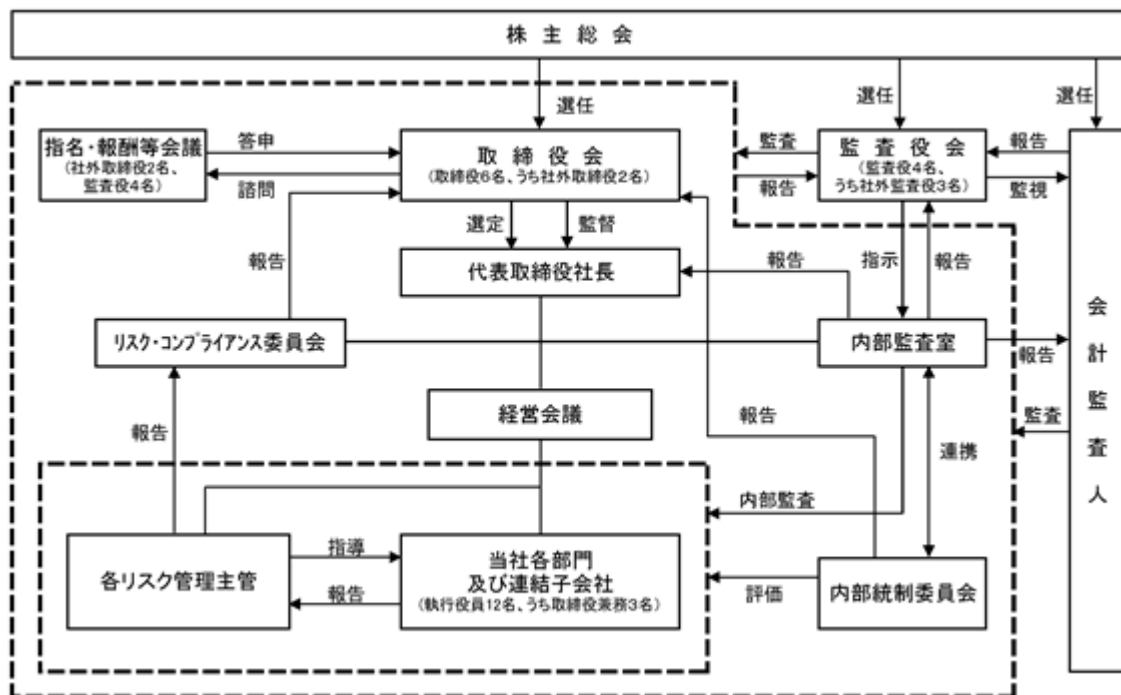 株主総会
選任
選任
選任
指名・報酬等会議
(社外取締役2名、
監査役4名)
答申
諮問
取締役会
(取締役6名、うち社外取締役2名)
監査
報告
監査役会
(監査役4名、
うち社外監査役3名)
報告
監視
選定
監督
報告
代表取締役社長
報告
指示
報告
リスク・コンプライアンス委員会
内部監査室
報告
会計監査人
経営会議
報告
報告
連携
監査
内部監査
各リスク管理主管
指導
報告
当社各部門
及び連結子会社
(執行役員12名、うち取締役兼務3名)
評価
内部統制委員会